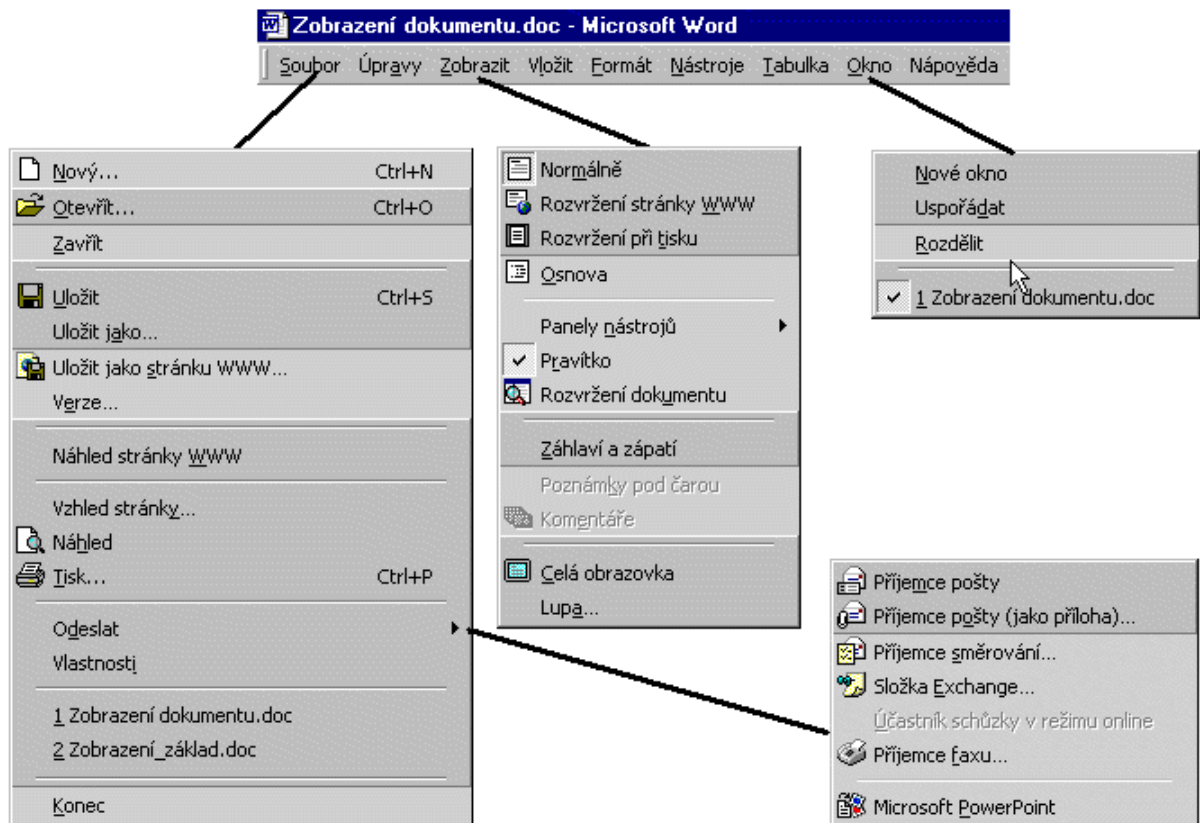 Zobrazení dokumentu.doc - Microsoft Word
Soubor Úpravy Zobrazit Vložit Formát Nástroje Tabulka Okno Nápověda
Nový... Ctrl+N
Otevřít... Ctrl+O
Zavřít
Uložit Ctrl+S
Uložit jako...
Uložit jako stránku WWW...
Verze...
Náhled stránky WWW
Vzhled stránky...
Náhled
Tisk... Ctrl+P
Odeslat
Vlastnosti
1 Zobrazení dokumentu.doc
2 Zobrazení_základ.doc
Konec
Normálně
Rozvržení stránky WWW
Rozvržení při tisku
Osnova
Panely nástrojů
Pravítko
Rozvržení dokumentu
Záhlaví a zápatí
Poznámky pod čarou
Komentáře
Celá obrazovka
Lupa...
Nové okno
Uspořádat
Rozdělit
1 Zobrazení dokumentu.doc
Příjemce pošty
Příjemce pošty (jako příloha)...
Příjemce směrování...
Složka Exchange...
Účastník schůzky v režimu online
Příjemce faxu...
Microsoft PowerPoint